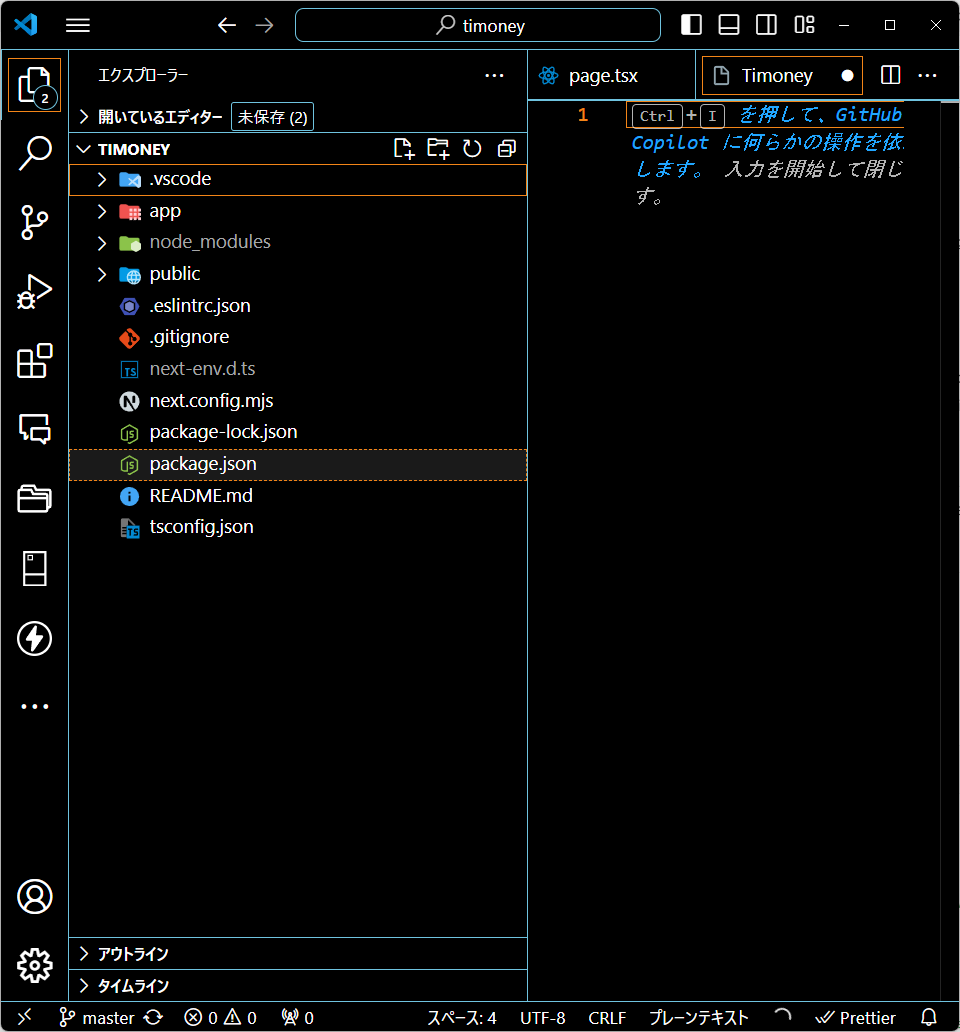 timoney
2
エクスプローラー
page.tsx
Timoney
開いているエディター 未保存 (2)
TIMONEY
.vscode
app
node_modules
public
.eslintrc.json
.gitignore
next-env.d.ts
next.config.mjs
package-lock.json
package.json
README.md
tsconfig.json
1 Ctrl+I を押して、GitHub
Copilot に何らかの操作を依
します。 入力を開始して閉じ
す。
アウトライン
タイムライン
master 0 0 0 スペース: 4 UTF-8 CRLF プレーンテキスト Prettier